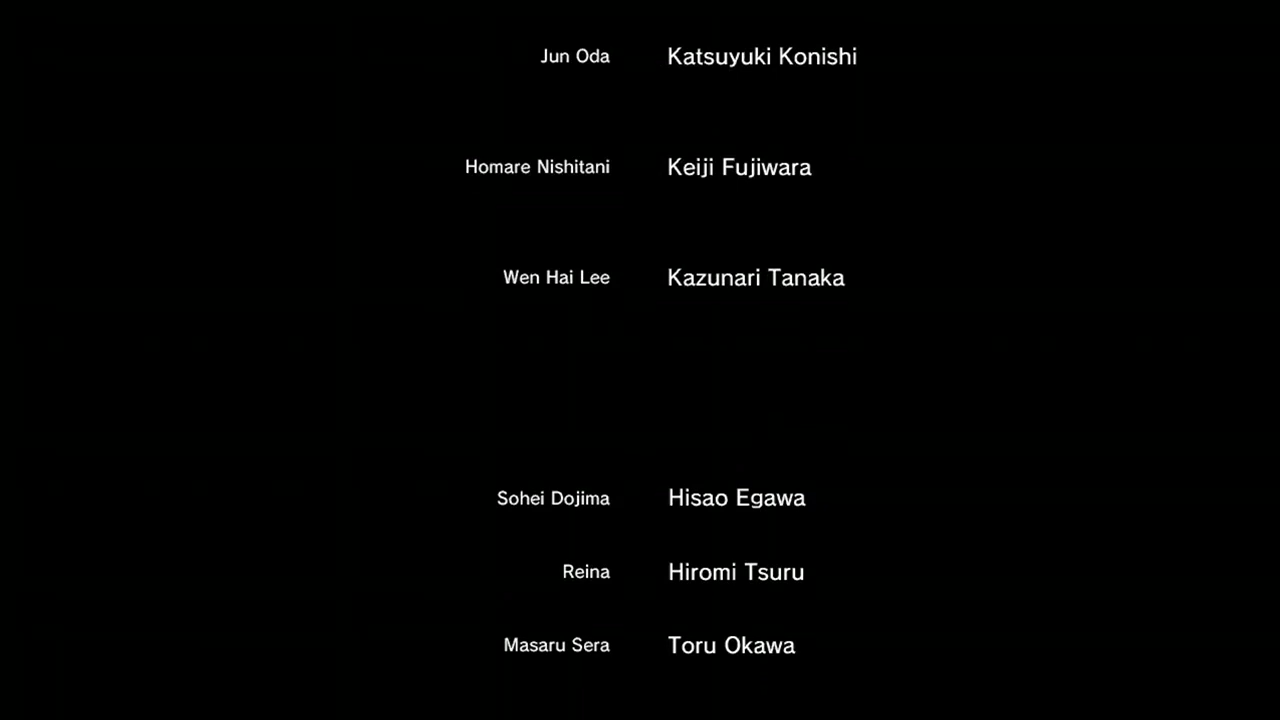 Jun Oda Katsuyuki Konishi
Homare Nishitani Keiji Fujiwara
Wen Hai Lee Kazunari Tanaka
Sohei Dojima Hisao Egawa
Reina Hiromi Tsuru
Masaru Sera Toru Okawa